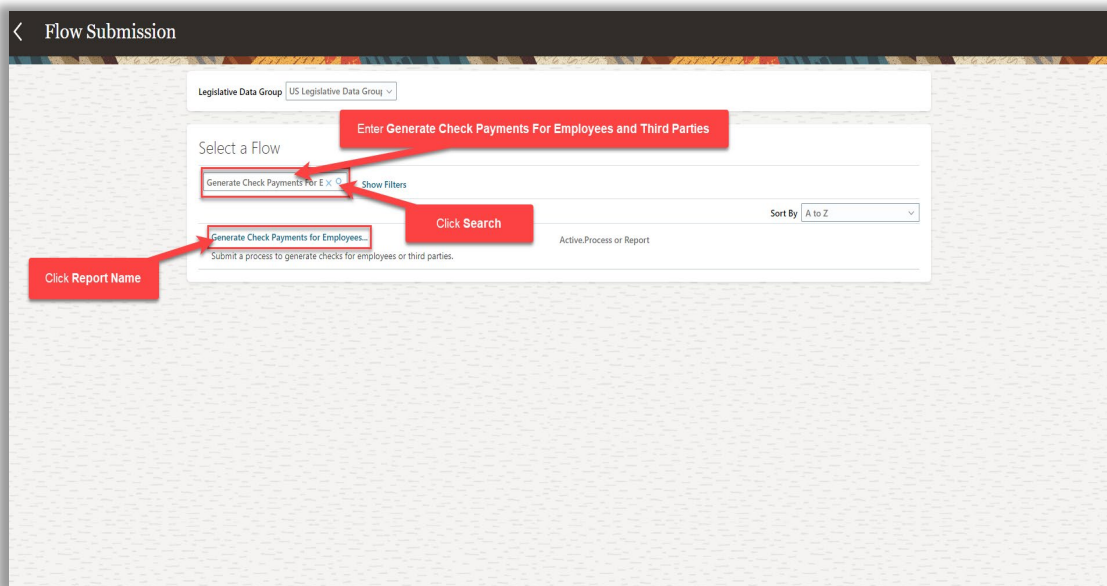 Flow Submission
Legislative Data Group US Legislative Data Group
Enter Generate Check Payments For Employees and Third Parties
Select a Flow
Generate Check Payments For E
Show Filters
Click Search
Sort By A to Z
Generate Check Payments for Employees...
Active.Process or Report
Submit a process to generate checks for employees or third parties.
Click Report Name